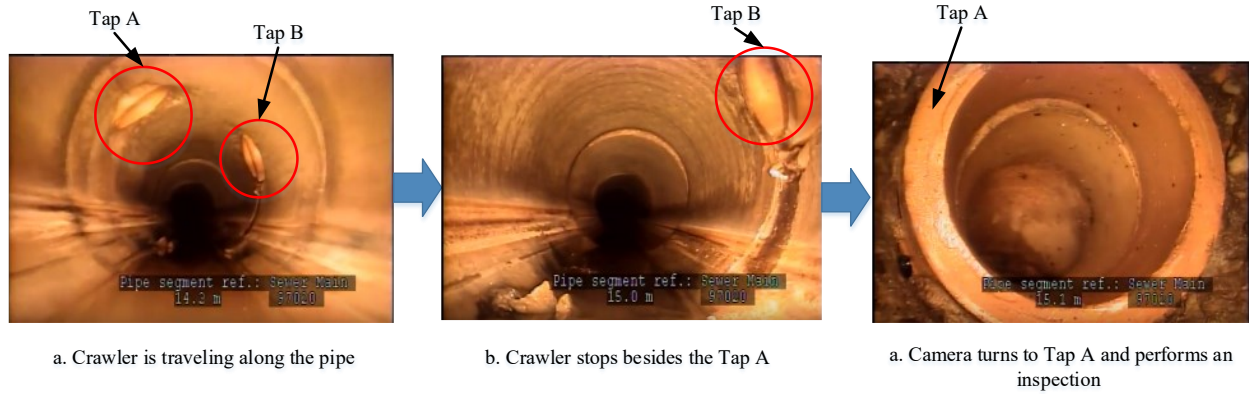 Tap A
Tap B
Tap B
Tap A
Pipe segment ref.: Sewer Main
14.3 m 97020
Pipe segment ref.: Sewer Main
15.0 m 97020
Pipe segment ref.: Sewer Main
15.1 m 97020
a. Crawler is traveling along the pipe
b. Crawler stops besides the Tap A
a. Camera turns to Tap A and performs an
inspection